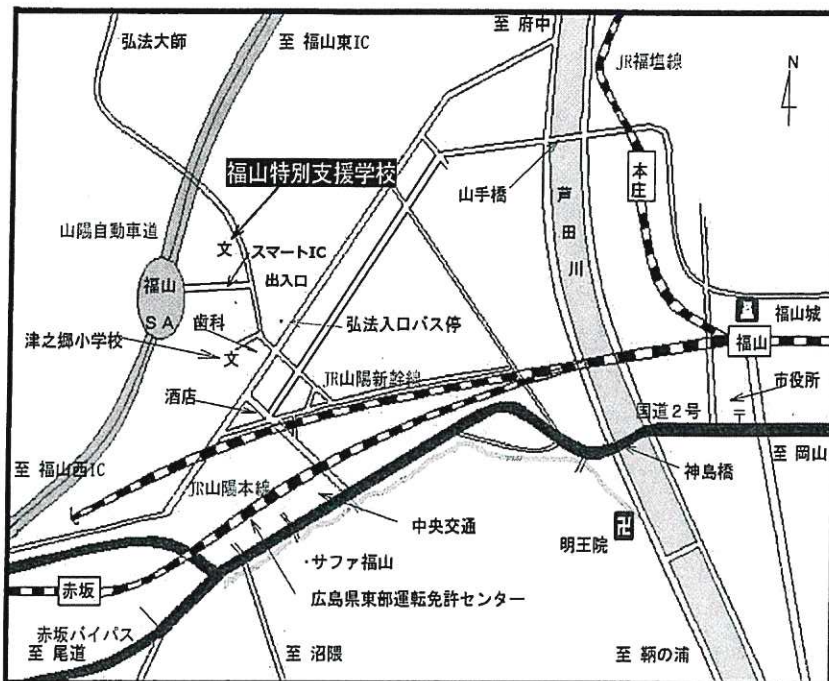 弘法大師
至 福山東IC
至 府中
JR福塩線
N
福山特別支援学校
山手橋
本庄
芦田川
山陽自動車道
文
スマートIC
出入口
福山
SA
歯科
弘法入口バス停
福山城
津之郷小学校
文
JR山陽新幹線
福山
市役所
酒店
国道2号
〒
至 福山西IC
至 岡山
JR山陽本線
神島橋
中央交通
卍
明王院
・サファ福山
赤坂
広島県東部運転免許センター
赤坂バイパス
至 尾道
至 沼隈
至 鞆の浦